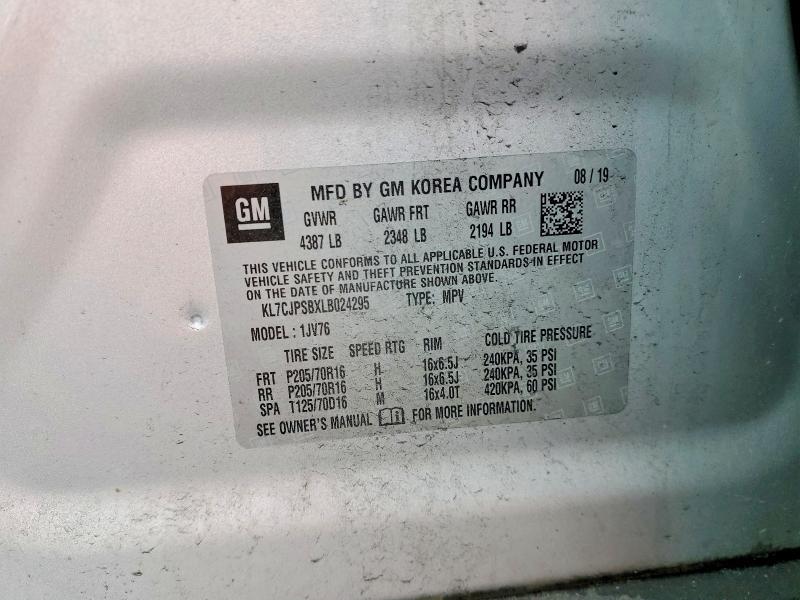 GM
MFD BY GM KOREA COMPANY 08 / 19
GVWR GAWR FRT GAWR RR
4387 LB 2348 LB 2194 LB
THIS VEHICLE CONFORMS TO ALL APPLICABLE U.S. FEDERAL MOTOR
VEHICLE SAFETY AND THEFT PREVENTION STANDARDS IN EFFECT
ON THE DATE OF MANUFACTURE SHOWN ABOVE.
KL7CJPSBXLB024295 TYPE: MPV
MODEL : 1JV76
TIRE SIZE SPEED RTG RIM COLD TIRE PRESSURE
FRT P205/70R16 H 16x6.5J 240KPA, 35 PSI
RR P205/70R16 H 16x6.5J 240KPA, 35 PSI
SPA T125/70D16 M 16x4.0T 420KPA, 60 PSI
SEE OWNER'S MANUAL FOR MORE INFORMATION.